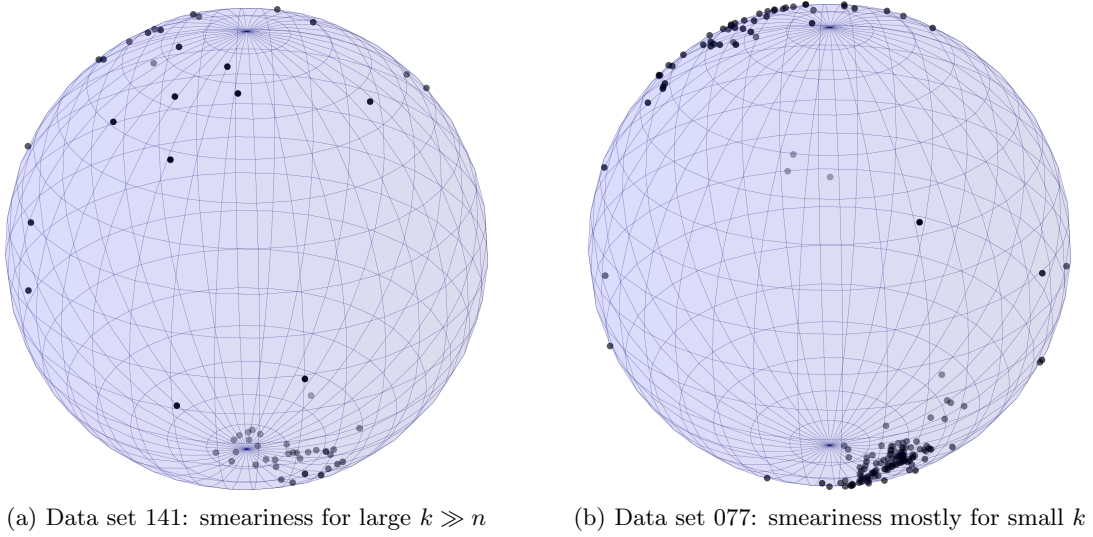 (a) Data set 141: smeariness for large k ≫ n
(b) Data set 077: smeariness mostly for small k